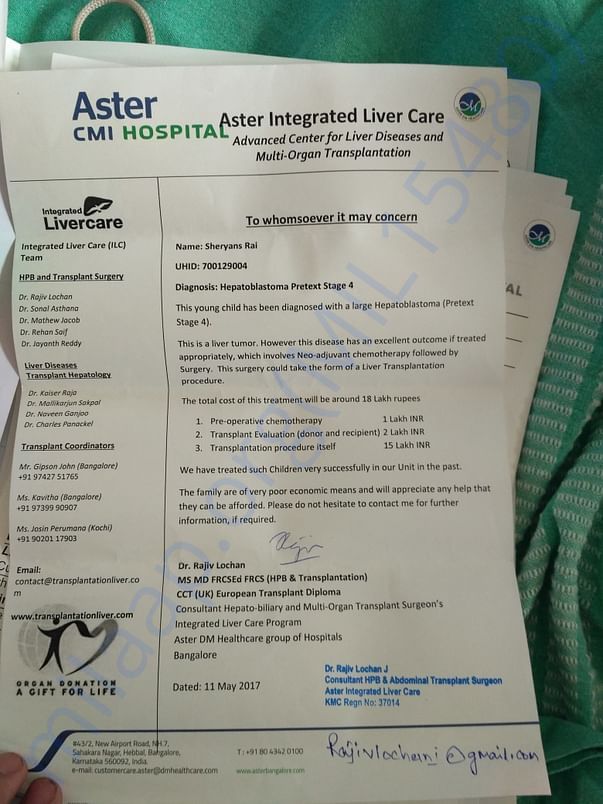 Aster
CMI HOSPITAL
Aster Integrated Liver Care
Advanced Center for Liver Diseases and
Multi-Organ Transplantation
Integrated
Livercare
Integrated Liver Care (ILC)
Team
HPB and Transplant Surgery
Dr. Rajiv Lochan
Dr. Sonal Asthana
Dr. Mathew Jacob
Dr. Rehan Saif
Dr. Jayanth Reddy
Liver Diseases
Transplant Hepatology
Dr. Kaiser Raja
Dr. Mallikarjun Sakpal
Dr. Naveen Ganjoo
Dr. Charles Panackel
Transplant Coordinators
Mr. Gipson John (Bangalore)
+91 97427 51765
Ms. Kavitha (Bangalore)
+91 97399 90907
Ms. Josin Perumana (Kochi)
+91 90201 17903
Email:
contact@transplantationliver.co
m
www.transplantationliver.com
ORGAN DONATION
A GIFT FOR LIFE
To whomsoever it may concern
Name: Sheryans Rai
UHID: 700129004
Diagnosis: Hepatoblastoma Pretext Stage 4
This young child has been diagnosed with a large Hepatoblastoma (Pretext
Stage 4).
This is a liver tumor. However this disease has an excellent outcome if treated
appropriately, which involves Neo-adjuvant chemotherapy followed by
Surgery. This surgery could take the form of a Liver Transplantation
procedure.
The total cost of this treatment will be around 18 Lakh rupees
1. Pre-operative chemotherapy 1 Lakh INR
2. Transplant Evaluation (donor and recipient) 2 Lakh INR
3. Transplantation procedure itself 15 Lakh INR
We have treated such Children very successfully in our Unit in the past.
The family are of very poor economic means and will appreciate any help that
they can be afforded. Please do not hesitate to contact me for further
information, if required.
Dr. Rajiv Lochan
MS MD FRCSEd FRCS (HPB & Transplantation)
CCT (UK) European Transplant Diploma
Consultant Hepato-biliary and Multi-Organ Transplant Surgeon's
Integrated Liver Care Program
Aster DM Healthcare group of Hospitals
Bangalore
Dated: 11 May 2017
Dr. Rajiv Lochan J
Consultant HPB & Abdominal Transplant Surgeon
Aster Integrated Liver Care
KMC Regn No: 37014
#43/2, New Airport Road, NH.7,
Sahakara Nagar, Hebbal, Bangalore,
Karnataka 560092, India.
e-mail: customercare.aster@dmhealthcare.com
T : +91 80 4342 0100
www.asterbangalore.com
AL